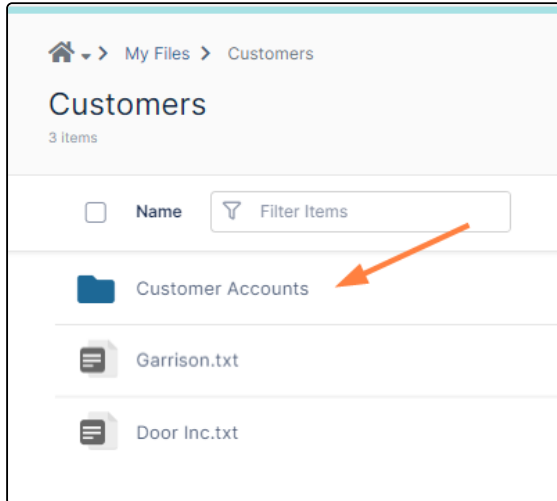 My Files > Customers
Customers
3 items
Name Filter Items
Customer Accounts
Garrison.txt
Door Inc.txt